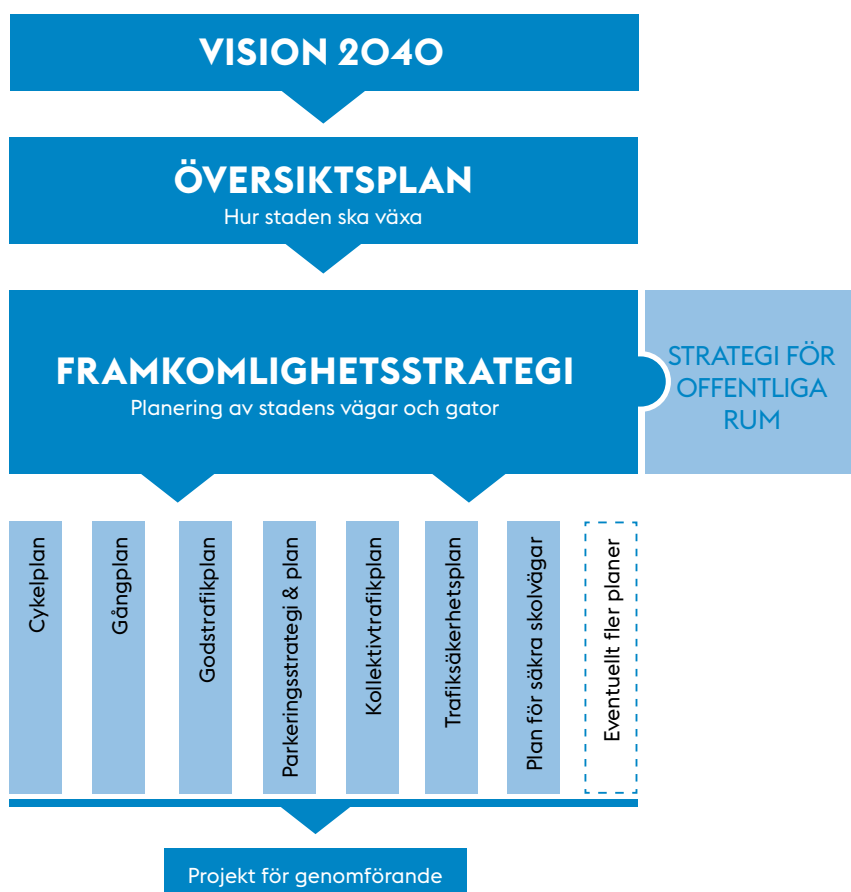 VISION 2040
ÖVERSIKTSPLAN
Hur staden ska växa
FRAMKOMLIGHETSSTRATEGI
Planering av stadens vägar och gator
STRATEGI FÖR
OFFENTLIGA
RUM
Cykelplan
Gångplan
Godstrafikplan
Parkeringsstrategi & plan
Kollektivtrafikplan
Trafiksäkerhetsplan
Plan för säkra skolvägar
Eventuellt fler planer
Projekt för genomförande